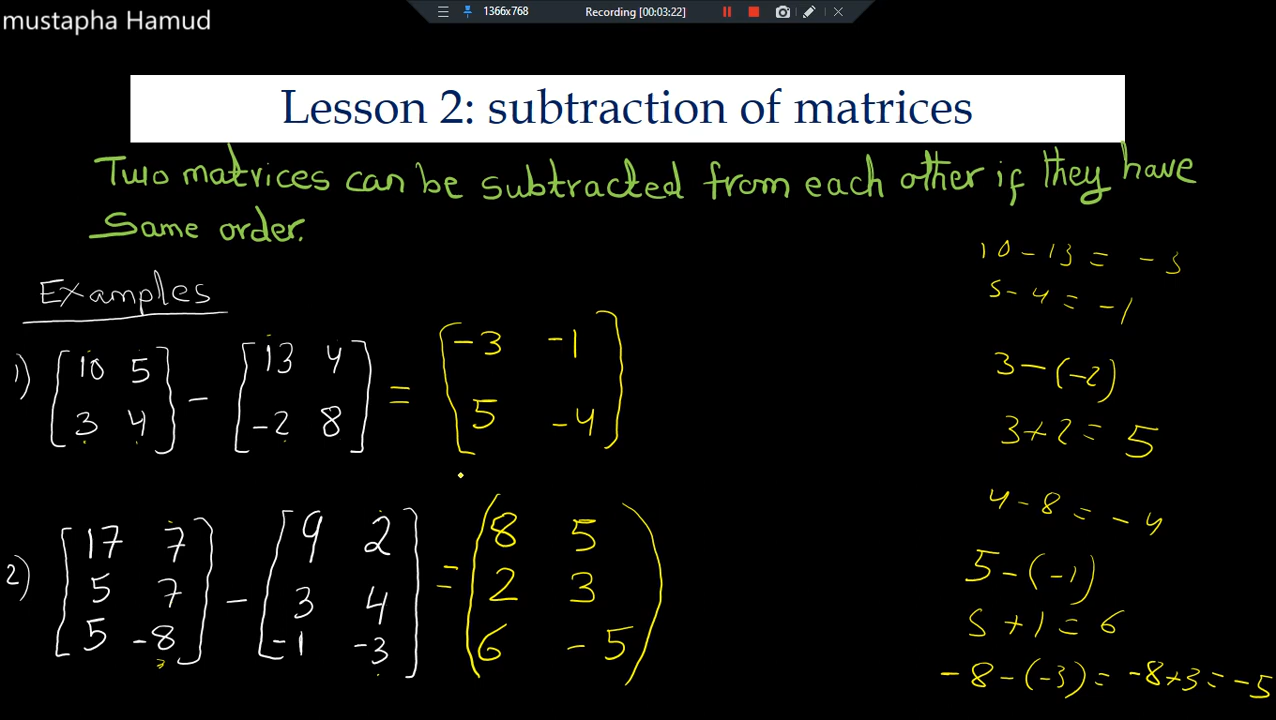 mustapha Hamud
1366x768 Recording [00:03:22]
Lesson 2: subtraction of matrices
Two matrices can be subtracted from each other if they have
same order.
10 - 13 = -3
5 - 4 = -1
Examples
1) [10 5 - [13 4 = [-3 -1
3 4] -2 8] 5 -4]
3 - (-2)
3 + 2 = 5
4 - 8 = -4
2) [17 7 - [9 2 = (8 5
5 7 3 4 2 3
5 -8] -1 -3] 6 -5)
5 - (-1)
5 + 1 = 6
-8 - (-3) = -8 + 3 = -5